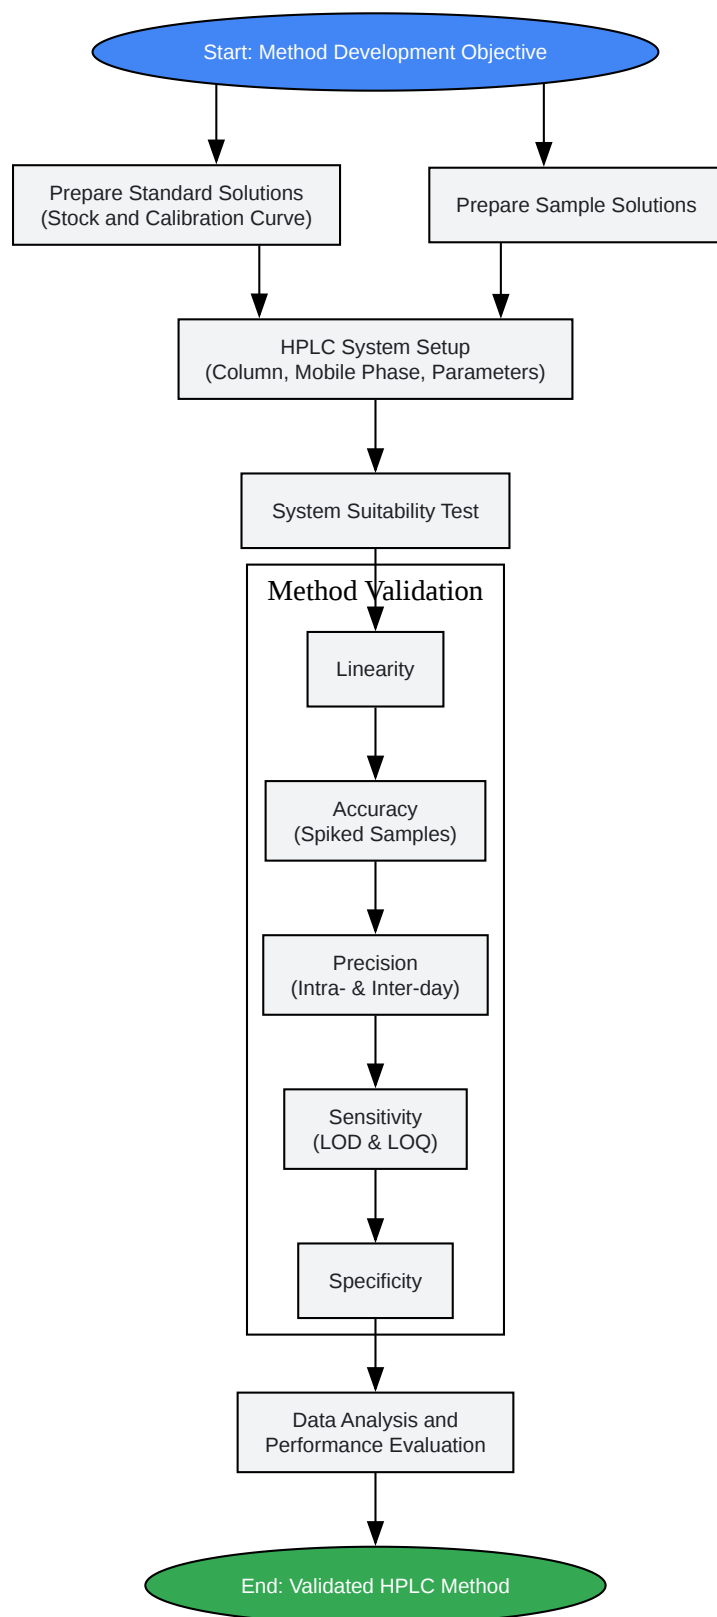 Start: Method Development Objective
Prepare Standard Solutions
(Stock and Calibration Curve)
Prepare Sample Solutions
HPLC System Setup
(Column, Mobile Phase, Parameters)
System Suitability Test
Method Validation
Linearity
Accuracy
(Spiked Samples)
Precision
(Intra- & Inter-day)
Sensitivity
(LOD & LOQ)
Specificity
Data Analysis and
Performance Evaluation
End: Validated HPLC Method